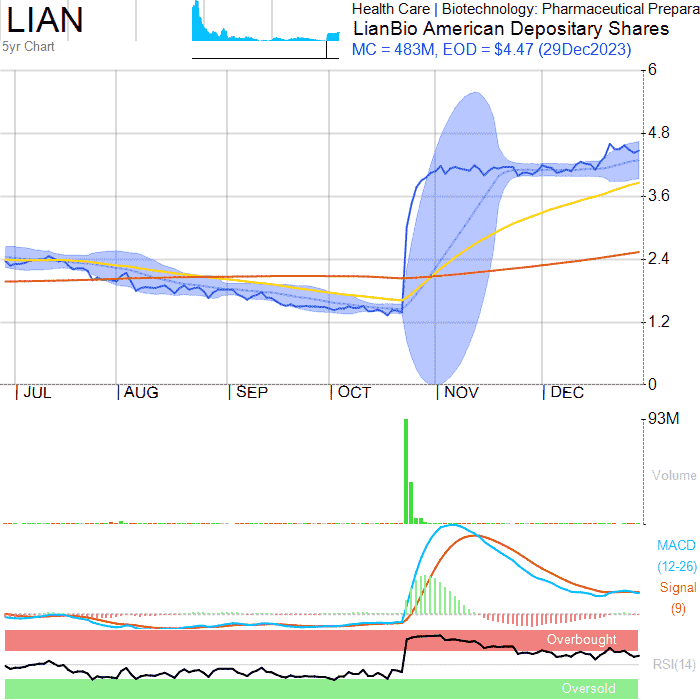 LIAN
5yr Chart
Health Care | Biotechnology: Pharmaceutical Prepara
LianBio American Depositary Shares
MC = 483M, EOD = $4.47 (29Dec2023)
6
4.8
3.6
2.4
1.2
0
|JUL |AUG |SEP |OCT |NOV |DEC
93M
Volume
MACD
(12-26)
Signal
(9)
Overbought
RSI(14)
Oversold